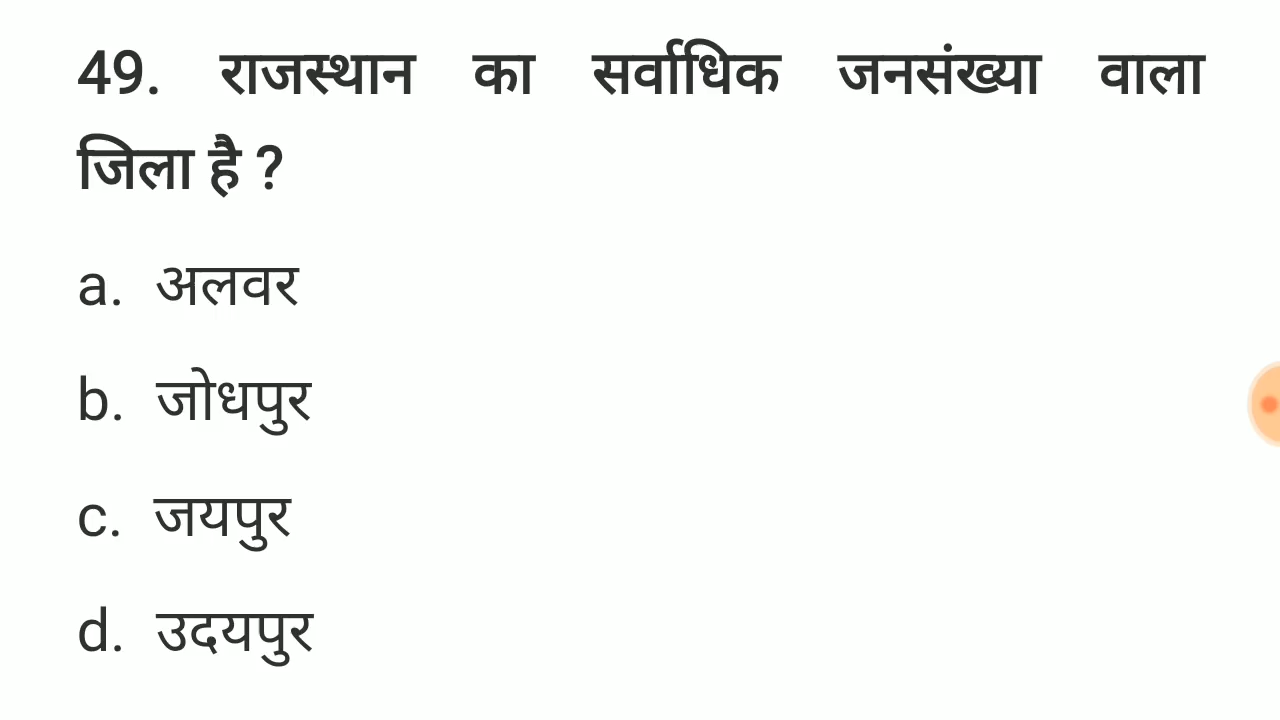 49. राजस्थान का सर्वाधिक जनसंख्या वाला
जिला है ?
a. अलवर
b. जोधपुर
c. जयपुर
d. उदयपुर